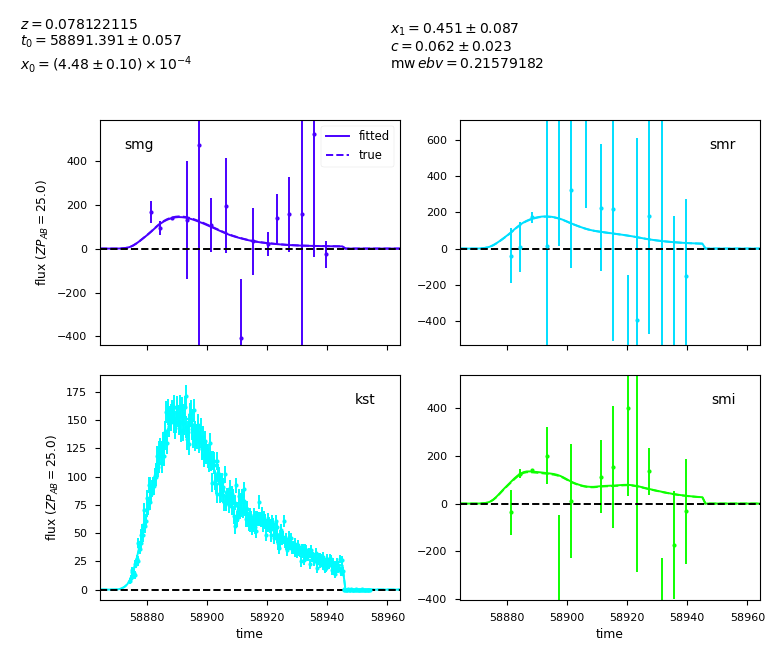 z = 0.078122115
t₀ = 58891.391 ± 0.057
x₀ = (4.48 ± 0.10) × 10⁻⁴
x₁ = 0.451 ± 0.087
c = 0.062 ± 0.023
mw ebv = 0.21579182
smg
fitted
true
400
200
0
−200
−400
flux (ZP_AB = 25.0)
smr
600
400
200
0
−200
−400
kst
175
150
125
100
75
50
25
0
flux (ZP_AB = 25.0)
58880 58900 58920 58940 58960
time
smi
400
200
0
−200
−400
58880 58900 58920 58940 58960
time